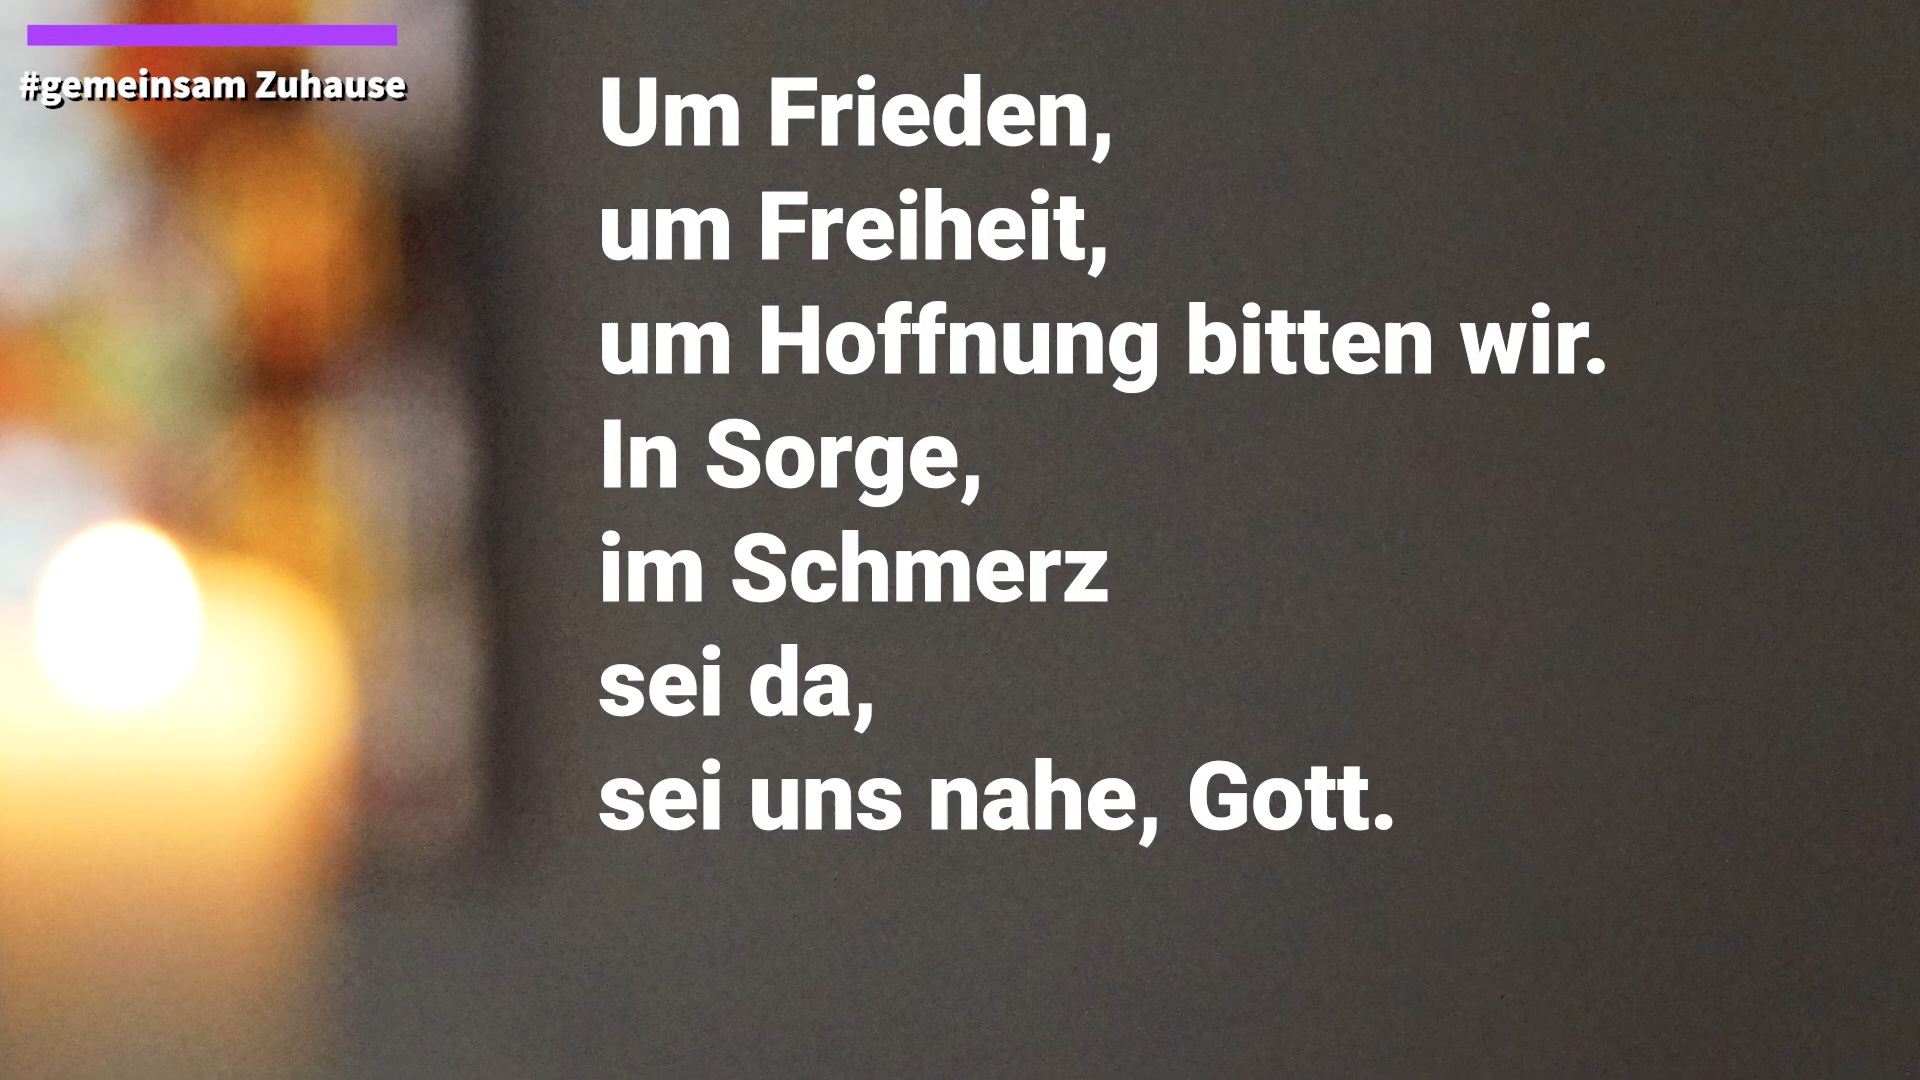 #gemeinsam Zuhause
Um Frieden,
um Freiheit,
um Hoffnung bitten wir.
In Sorge,
im Schmerz
sei da,
sei uns nahe, Gott.